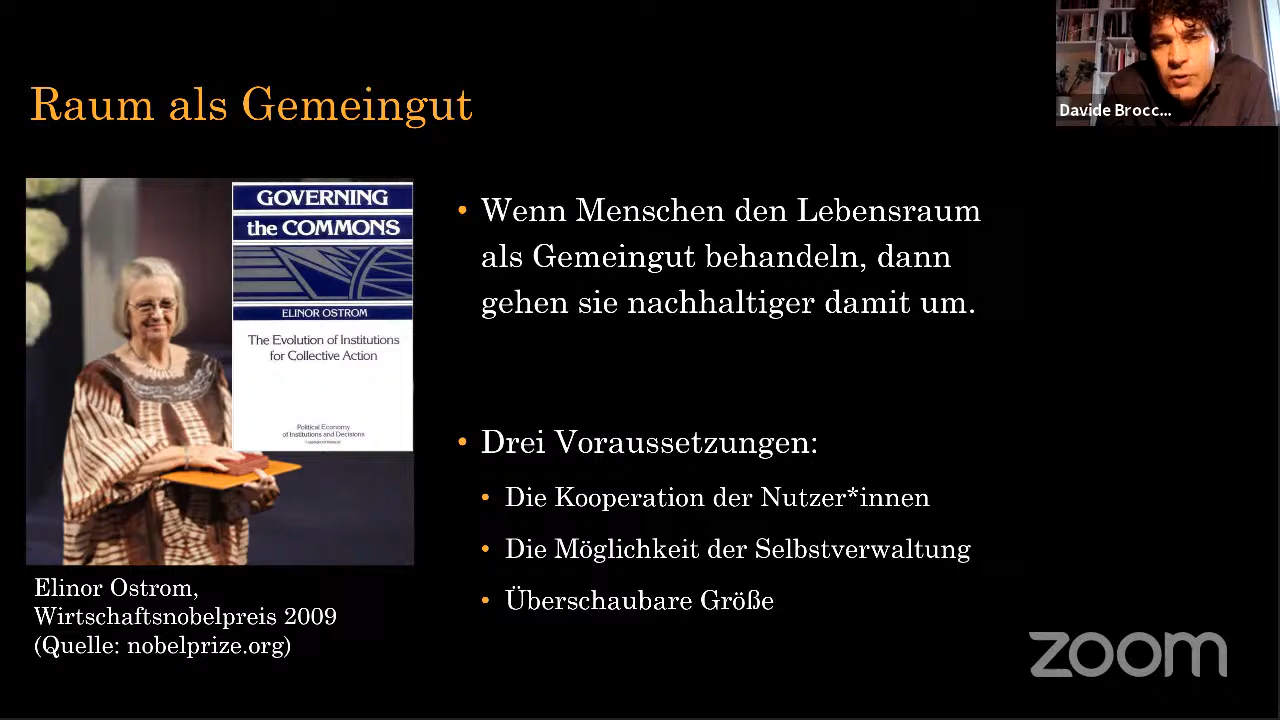 Raum als Gemeingut
Davide Brocc...
GOVERNING
the COMMONS
ELINOR OSTROM
The Evolution of Institutions
for Collective Action
Political Economy
of Institutions and Decisions
Elinor Ostrom,
Wirtschaftsnobelpreis 2009
(Quelle: nobelprize.org)
• Wenn Menschen den Lebensraum
als Gemeingut behandeln, dann
gehen sie nachhaltiger damit um.
• Drei Voraussetzungen:
• Die Kooperation der Nutzer*innen
• Die Möglichkeit der Selbstverwaltung
• Überschaubare Größe
zoom